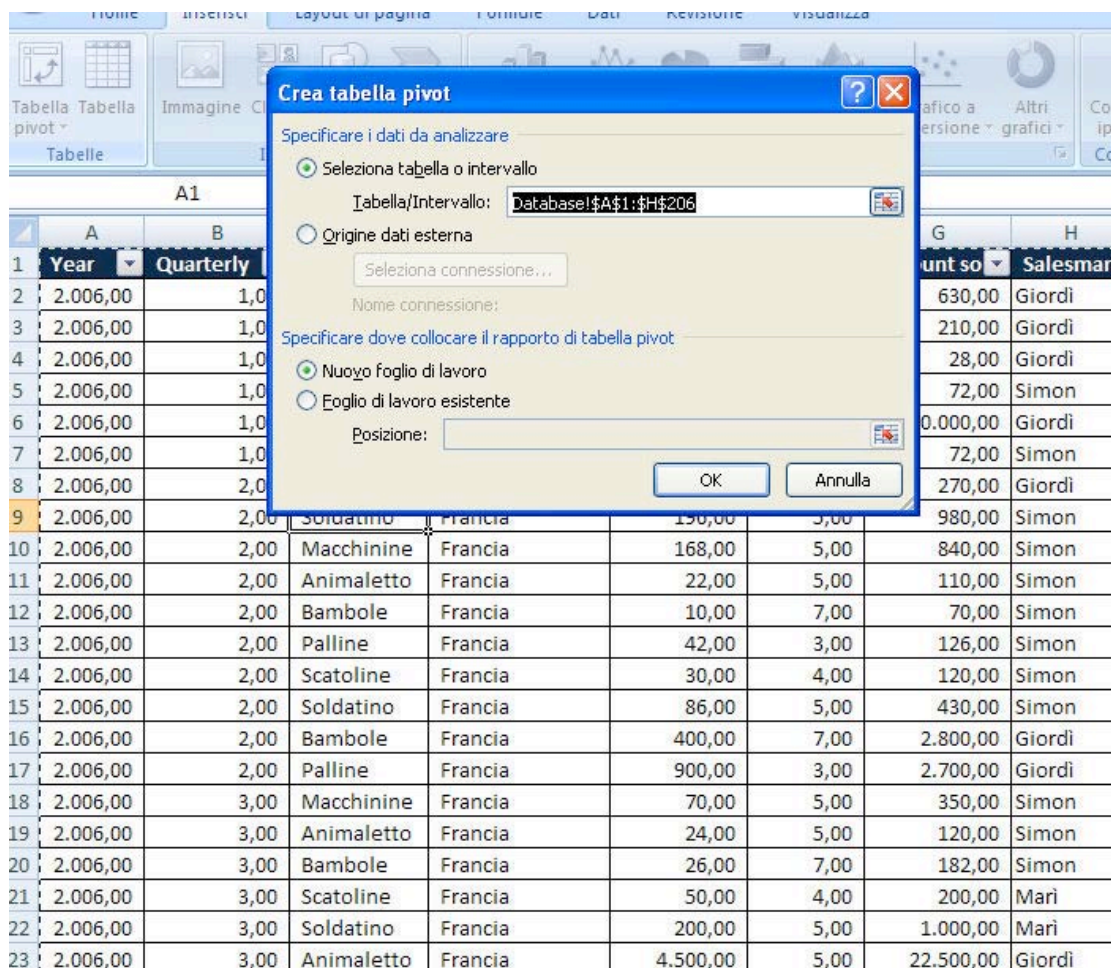 Home Inserisci Layout di pagina Formule Dati Revisione Visualizza
Tabella pivot Tabella Immagine
Altri grafici
Tabelle
A1
Crea tabella pivot
Specificare i dati da analizzare
Seleziona tabella o intervallo
Tabella/Intervallo: Database!$A$1:$H$206
Origine dati esterna
Seleziona connessione...
Nome connessione:
Specificare dove collocare il rapporto di tabella pivot
Nuovo foglio di lavoro
Foglio di lavoro esistente
Posizione:
OK Annulla
A B G H
1 Year Quarterly unt so Salesman
2 2.006,00 1,0 630,00 Giordì
3 2.006,00 1,0 210,00 Giordì
4 2.006,00 1,0 28,00 Giordì
5 2.006,00 1,0 72,00 Simon
6 2.006,00 1,0 0.000,00 Giordì
7 2.006,00 1,0 72,00 Simon
8 2.006,00 2,0 270,00 Giordì
9 2.006,00 2,00 Soldatino Francia 196,00 5,00 980,00 Simon
10 2.006,00 2,00 Macchinine Francia 168,00 5,00 840,00 Simon
11 2.006,00 2,00 Animaletto Francia 22,00 5,00 110,00 Simon
12 2.006,00 2,00 Bambole Francia 10,00 7,00 70,00 Simon
13 2.006,00 2,00 Palline Francia 42,00 3,00 126,00 Simon
14 2.006,00 2,00 Scatoline Francia 30,00 4,00 120,00 Simon
15 2.006,00 2,00 Soldatino Francia 86,00 5,00 430,00 Simon
16 2.006,00 2,00 Bambole Francia 400,00 7,00 2.800,00 Giordì
17 2.006,00 2,00 Palline Francia 900,00 3,00 2.700,00 Giordì
18 2.006,00 3,00 Macchinine Francia 70,00 5,00 350,00 Simon
19 2.006,00 3,00 Animaletto Francia 24,00 5,00 120,00 Simon
20 2.006,00 3,00 Bambole Francia 26,00 7,00 182,00 Simon
21 2.006,00 3,00 Scatoline Francia 50,00 4,00 200,00 Marì
22 2.006,00 3,00 Soldatino Francia 200,00 5,00 1.000,00 Marì
23 2.006,00 3,00 Animaletto Francia 4.500,00 5,00 22.500,00 Giordì